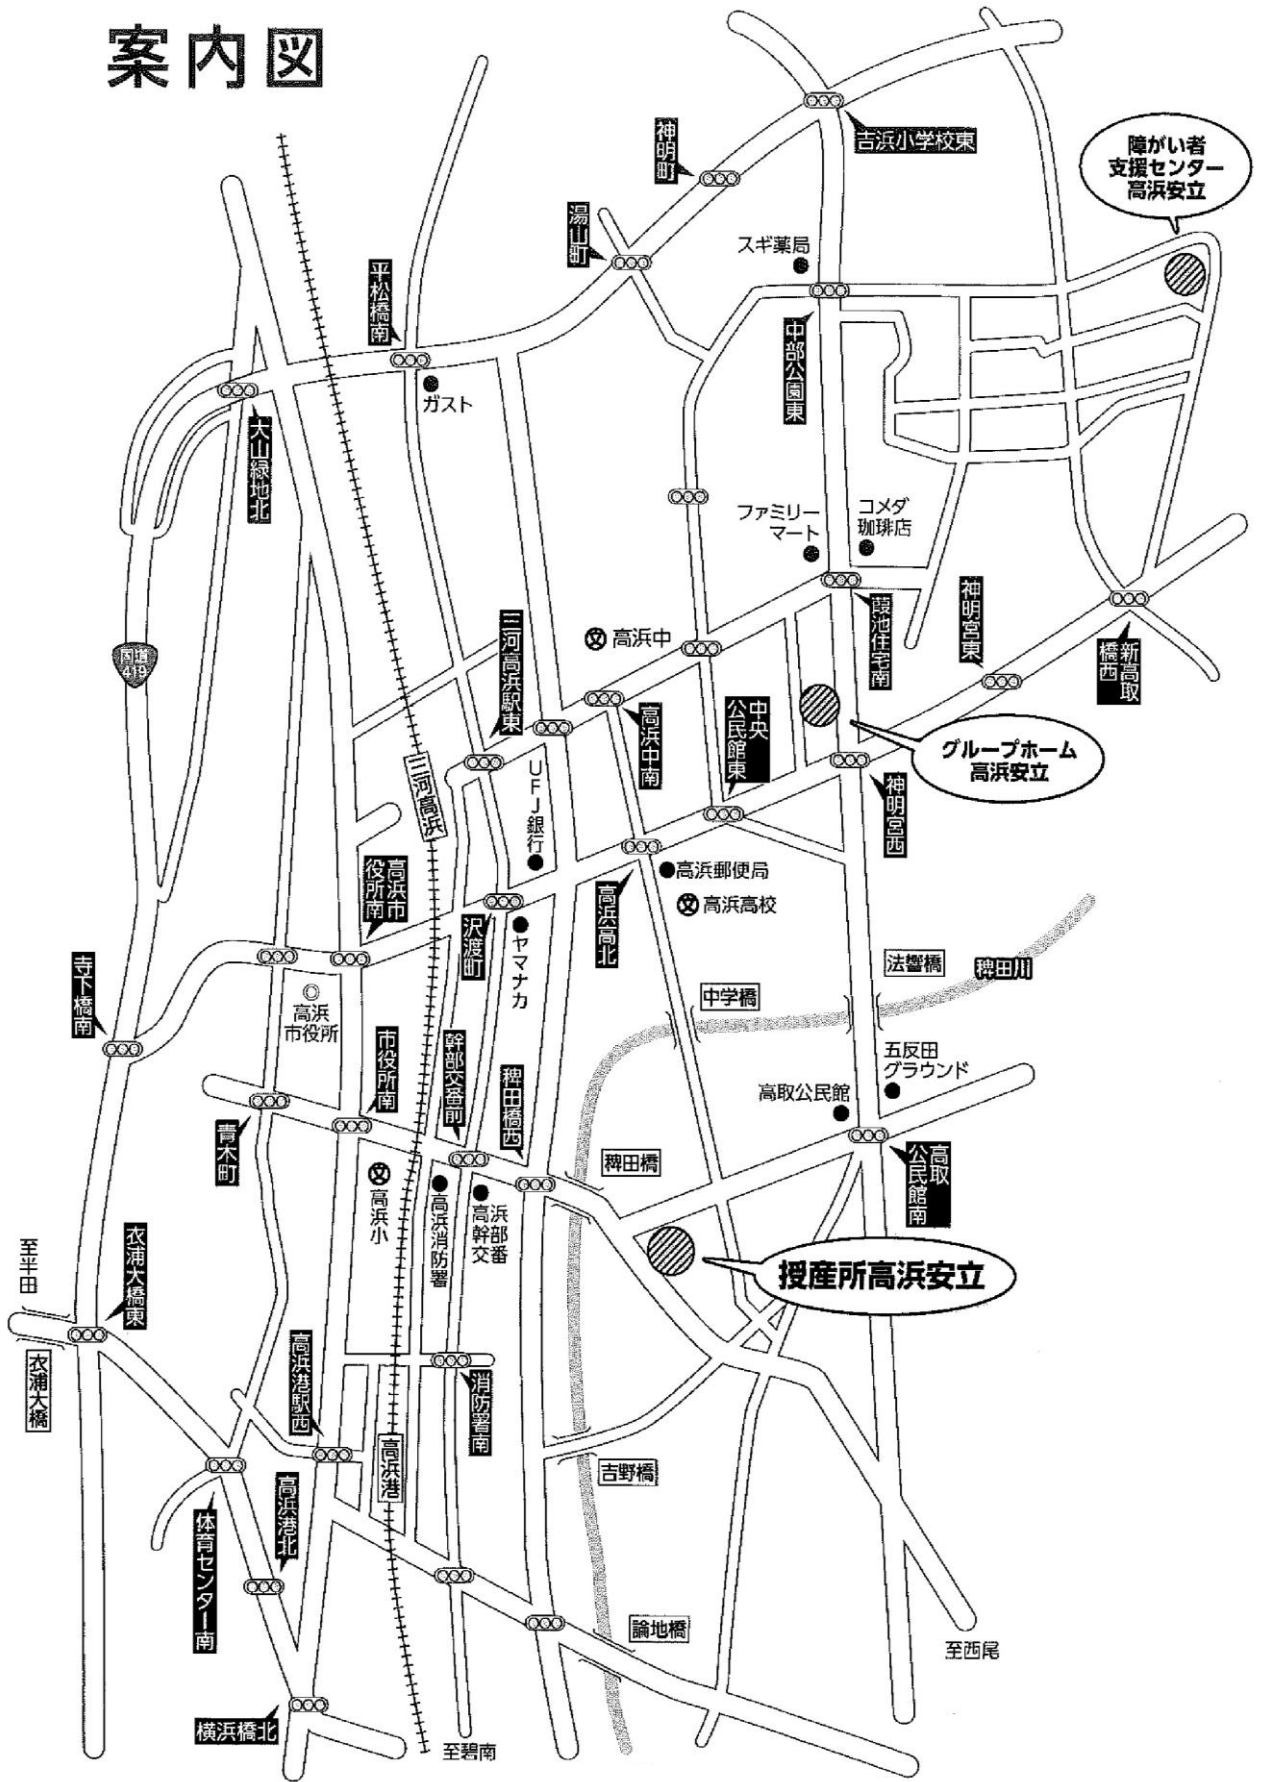 案内図
吉浜小学校東
神明町
障がい者
支援センター
高浜安立
湯山町
スギ薬局
平松橋南
中部公園東
ガスト
大山緑地北
ファミリー
マート
コメダ
珈琲店
葭池住宅南
神明宮東
新高取
橋西
国道
419
三河高浜駅東
高浜中
高浜中南
中央
公民館東
グループホーム
高浜安立
神明宮西
三河高浜
UFJ銀行
高浜市
役所南
高浜郵便局
高浜高校
高浜高北
沢渡町
ヤマナカ
法響橋
稗田川
中学橋
寺下橋南
高浜
市役所
市役所南
幹部交番前
稗田橋西
五反田
グラウンド
高取公民館
青木町
稗田橋
高取
公民館南
高浜小
高浜消防署
高浜
幹部
交番
授産所高浜安立
至半田
衣浦大橋東
衣浦大橋
高浜港駅西
消防署南
高浜港
吉野橋
高浜港北
体育センター南
論地橋
至西尾
横浜橋北
至碧南